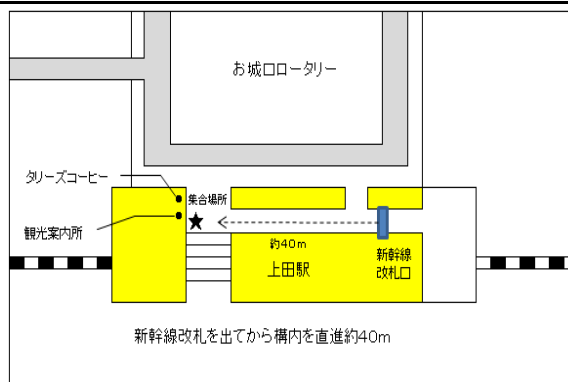 お城口ロータリー
タリーズコーヒー
集合場所
観光案内所
約40m
上田駅
新幹線
改札口
新幹線改札を出てから構内を直進約40m